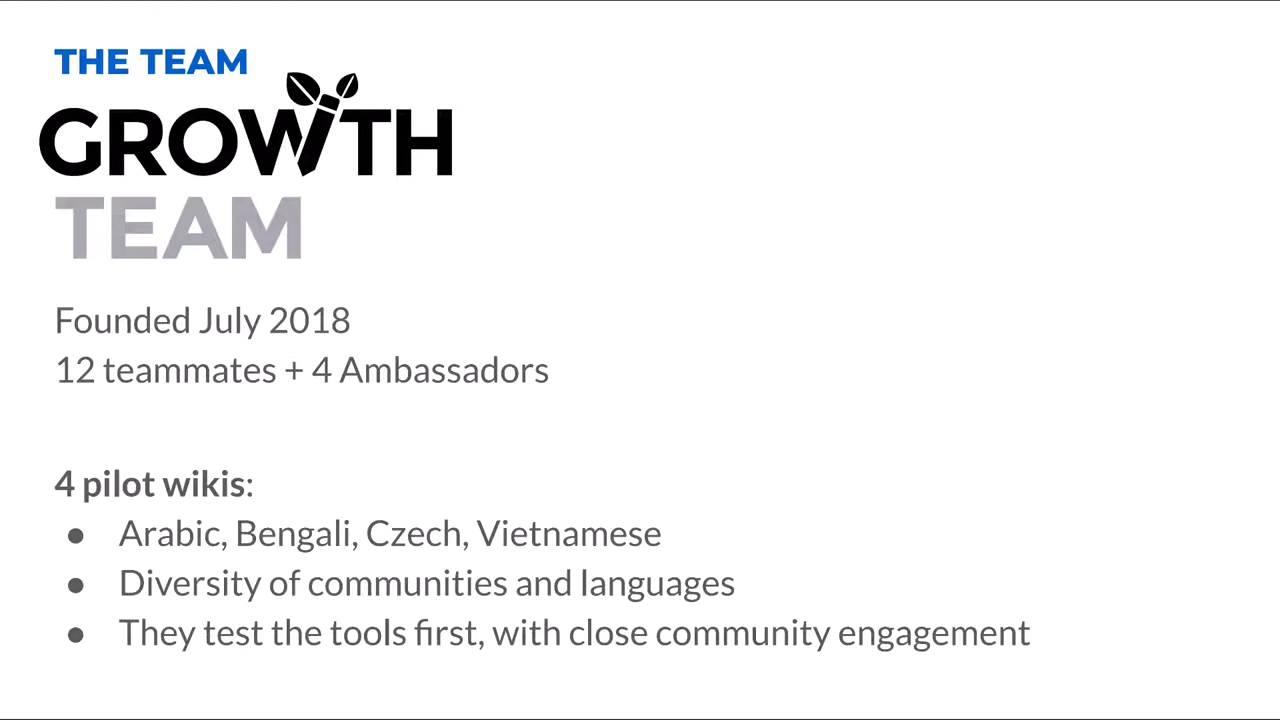 THE TEAM
GROWTH
TEAM
Founded July 2018
12 teammates + 4 Ambassadors
4 pilot wikis:
● Arabic, Bengali, Czech, Vietnamese
● Diversity of communities and languages
● They test the tools first, with close community engagement